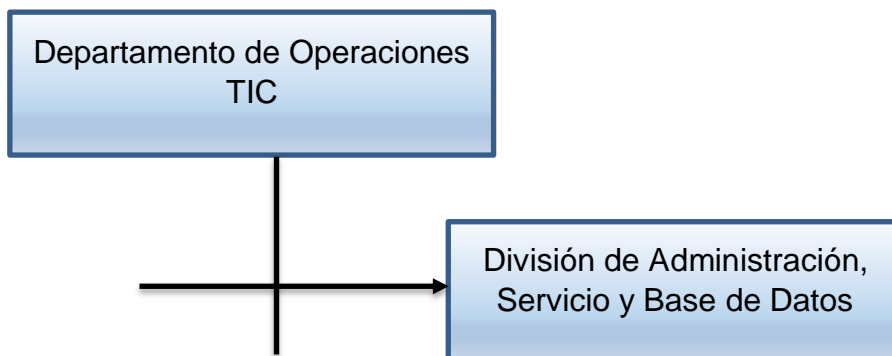 Departamento de Operaciones
TIC
División de Administración,
Servicio y Base de Datos